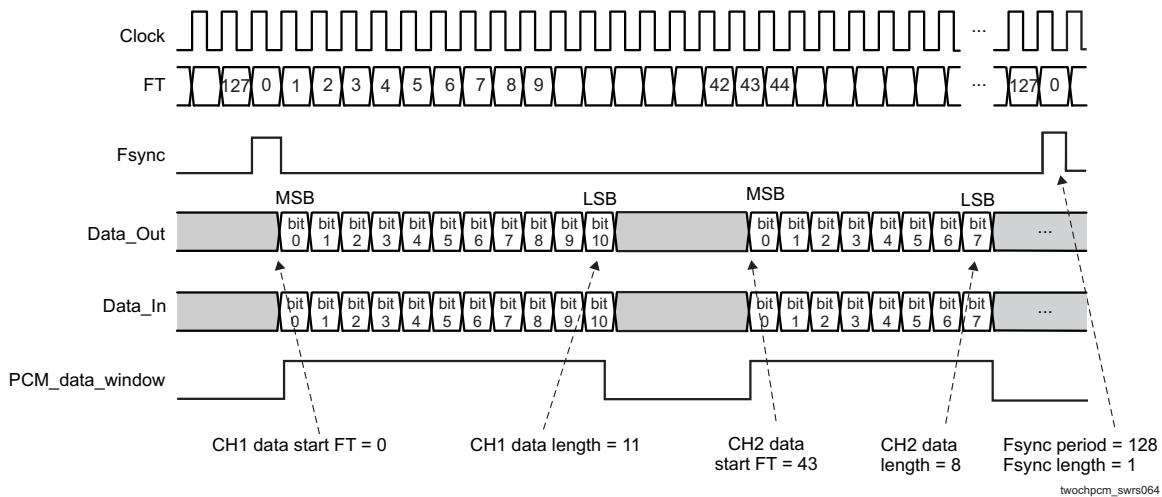 Clock ...
FT 127 0 1 2 3 4 5 6 7 8 9 42 43 44 ... 127 0
Fsync
MSB LSB MSB LSB
Data_Out bit 0 bit 1 bit 2 bit 3 bit 4 bit 5 bit 6 bit 7 bit 8 bit 9 bit 10 bit 0 bit 1 bit 2 bit 3 bit 4 bit 5 bit 6 bit 7 ...
Data_In bit 0 bit 1 bit 2 bit 3 bit 4 bit 5 bit 6 bit 7 bit 8 bit 9 bit 10 bit 0 bit 1 bit 2 bit 3 bit 4 bit 5 bit 6 bit 7 ...
PCM_data_window
CH1 data start FT = 0
CH1 data length = 11
CH2 data
start FT = 43
CH2 data
length = 8
Fsync period = 128
Fsync length = 1
twochpcm_swrs064